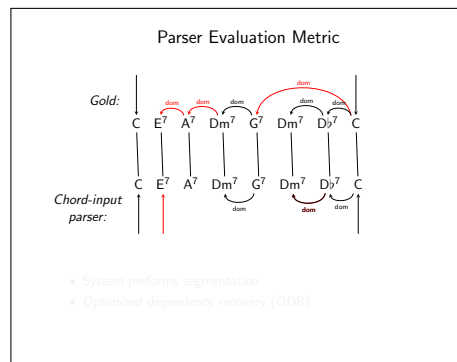 Parser Evaluation Metric
dom
dom dom dom dom dom
Gold:
C E⁷ A⁷ Dm⁷ G⁷ Dm⁷ D♭⁷ C
C E⁷ A⁷ Dm⁷ G⁷ Dm⁷ D♭⁷ C
Chord-input
parser:
dom dom dom
• System performs segmentation
• Optimized dependency recovery (ODR)